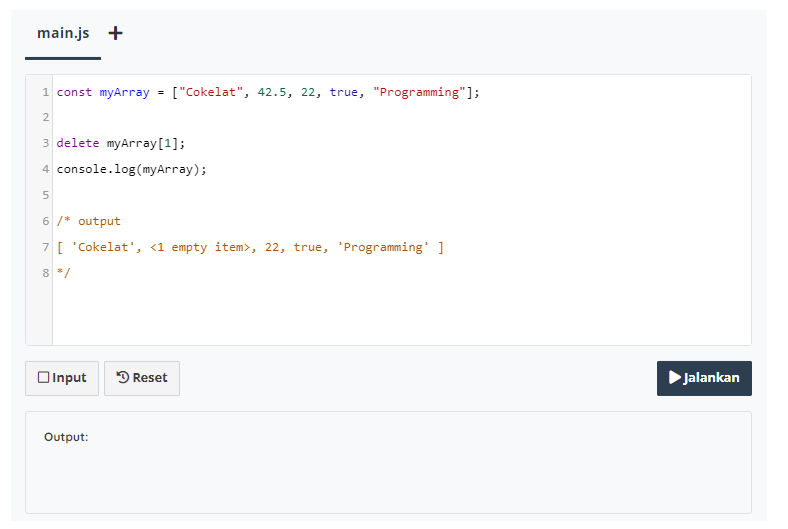 main.js +
1 const myArray = ["Cokelat", 42.5, 22, true, "Programming"];
2
3 delete myArray[1];
4 console.log(myArray);
5
6 /* output
7 [ 'Cokelat', <1 empty item>, 22, true, 'Programming' ]
8 */
Input Reset Jalankan
Output: